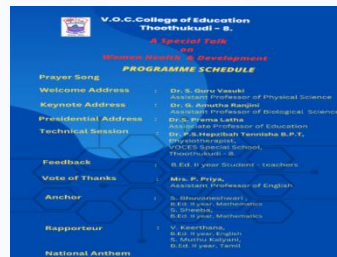 V.O.C.College of Education
Thoothukudi - 8.
A Special Talk
on
Women Health & Development
PROGRAMME SCHEDULE
Prayer Song
Welcome Address : Dr. S. Guru Vasuki
Assistant Professor of Physical Science
Keynote Address : Dr. G. Amutha Ranjini
Assistant Professor of Biological Science
Presidential Address : Dr.S. Prema Latha
Associate Professor of Education
Technical Session : Dr. P.S.Hepzibah Tennisha B.P.T,
Physiotherapist,
VOCES Special School,
Thoothukudi - 8.
Feedback : B.Ed. II year Student - teachers
Vote of Thanks : Mrs. P. Priya,
Assistant Professor of English
Anchor : S. Bhuvoneshwari,
B.Ed. II year, Mathematics
S. Sheeba,
B.Ed. II year, Mathematics
Rapporteur : V. Keerthana,
B.Ed. II year, English
S. Muthu Kalyani,
B.Ed. II year, Tamil
National Anthem